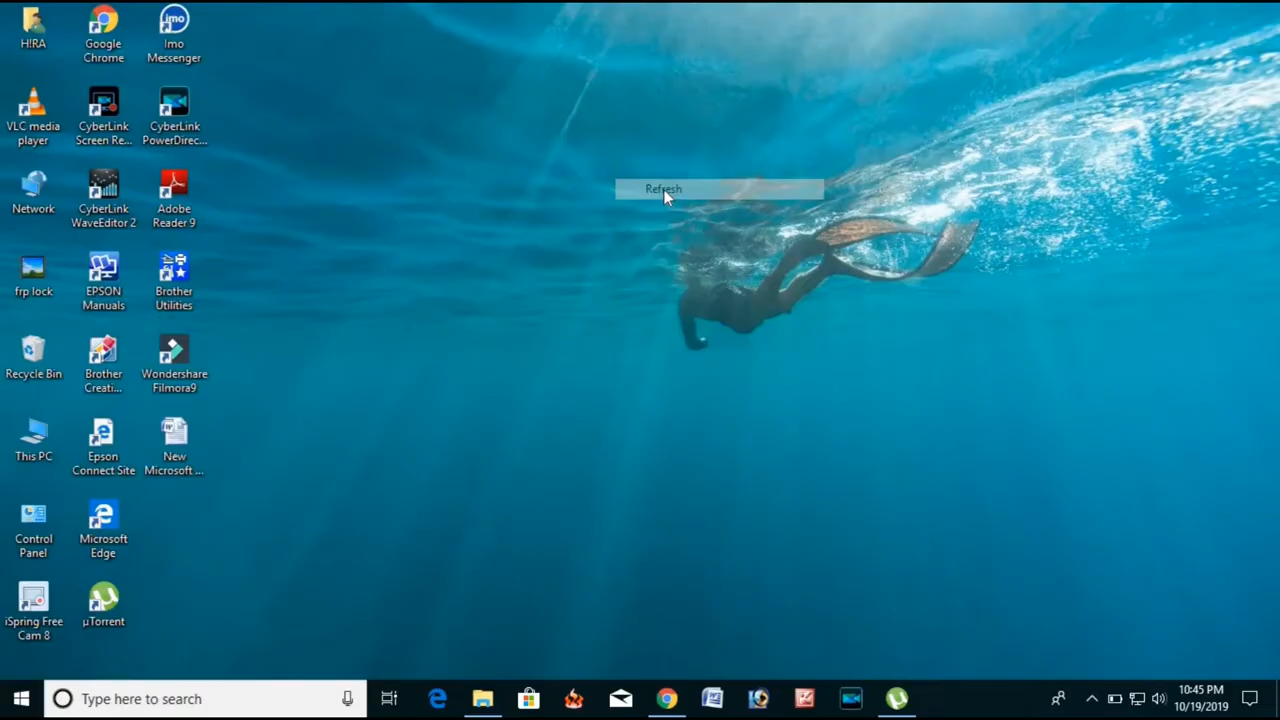 H!RA
Google
Chrome
imo
Imo
Messenger
VLC media
player
CyberLink
Screen Re...
CyberLink
PowerDirec...
Network
CyberLink
WaveEditor 2
Adobe
Reader 9
frp lock
EPSON
Manuals
Brother
Utilities
Recycle Bin
Brother
Creati...
Wondershare
Filmora9
This PC
Epson
Connect Site
New
Microsoft ...
Control
Panel
Microsoft
Edge
iSpring Free
Cam 8
µTorrent
Refresh
Type here to search
10:45 PM
10/19/2019